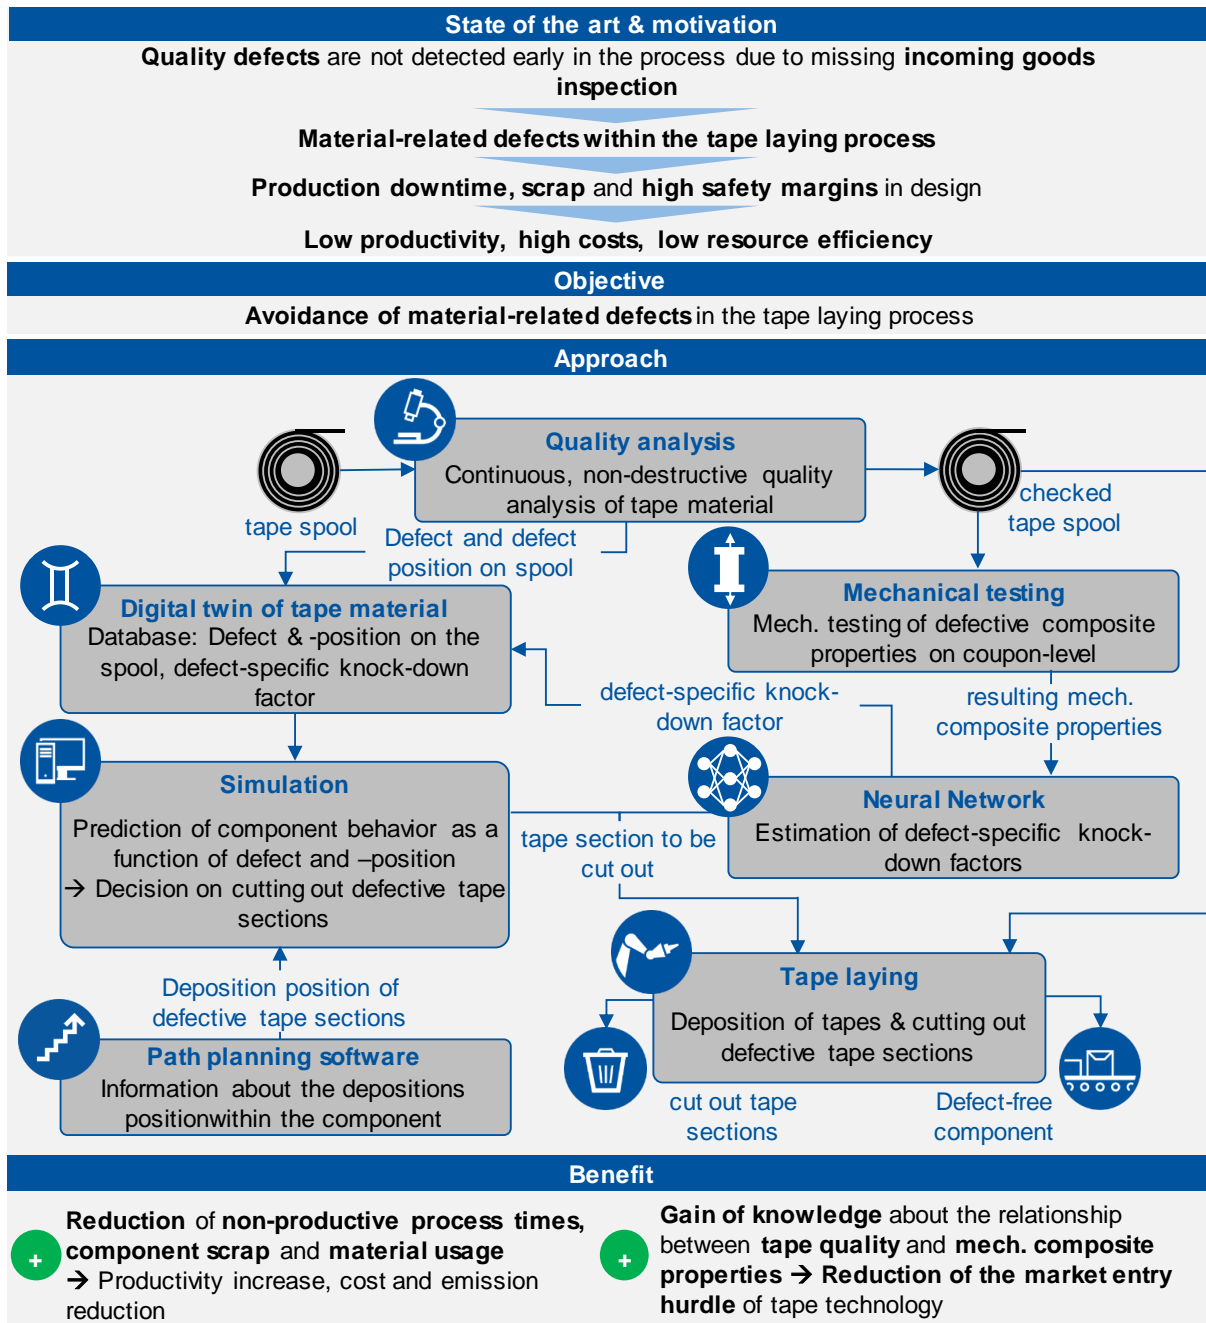 State of the art & motivation
Quality defects are not detected early in the process due to missing incoming goods
inspection
Material-related defects within the tape laying process
Production downtime, scrap and high safety margins in design
Low productivity, high costs, low resource efficiency
Objective
Avoidance of material-related defects in the tape laying process
Approach
Quality analysis
Continuous, non-destructive quality
analysis of tape material
tape spool
checked
tape spool
Defect and defect
position on spool
Digital twin of tape material
Database: Defect & -position on the
spool, defect-specific knock-down
factor
Mechanical testing
Mech. testing of defective composite
properties on coupon-level
defect-specific knock-
down factor
resulting mech.
composite properties
Simulation
Prediction of component behavior as a
function of defect and –position
→ Decision on cutting out defective tape
sections
Neural Network
Estimation of defect-specific knock-
down factors
tape section to be
cut out
Deposition position of
defective tape sections
Path planning software
Information about the depositions
positionwithin the component
Tape laying
Deposition of tapes & cutting out
defective tape sections
cut out tape
sections
Defect-free
component
Benefit
+
Reduction of non-productive process times,
component scrap and material usage
→ Productivity increase, cost and emission
reduction
+
Gain of knowledge about the relationship
between tape quality and mech. composite
properties → Reduction of the market entry
hurdle of tape technology